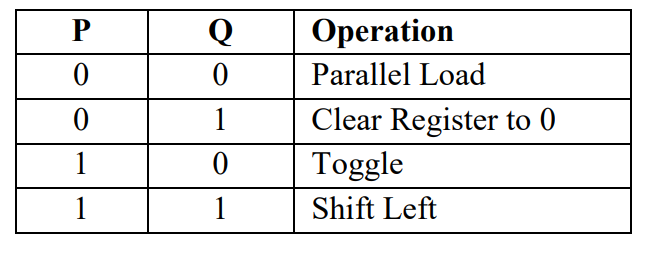 P Q Operation
0 0 Parallel Load
0 1 Clear Register to 0
1 0 Toggle
1 1 Shift Left